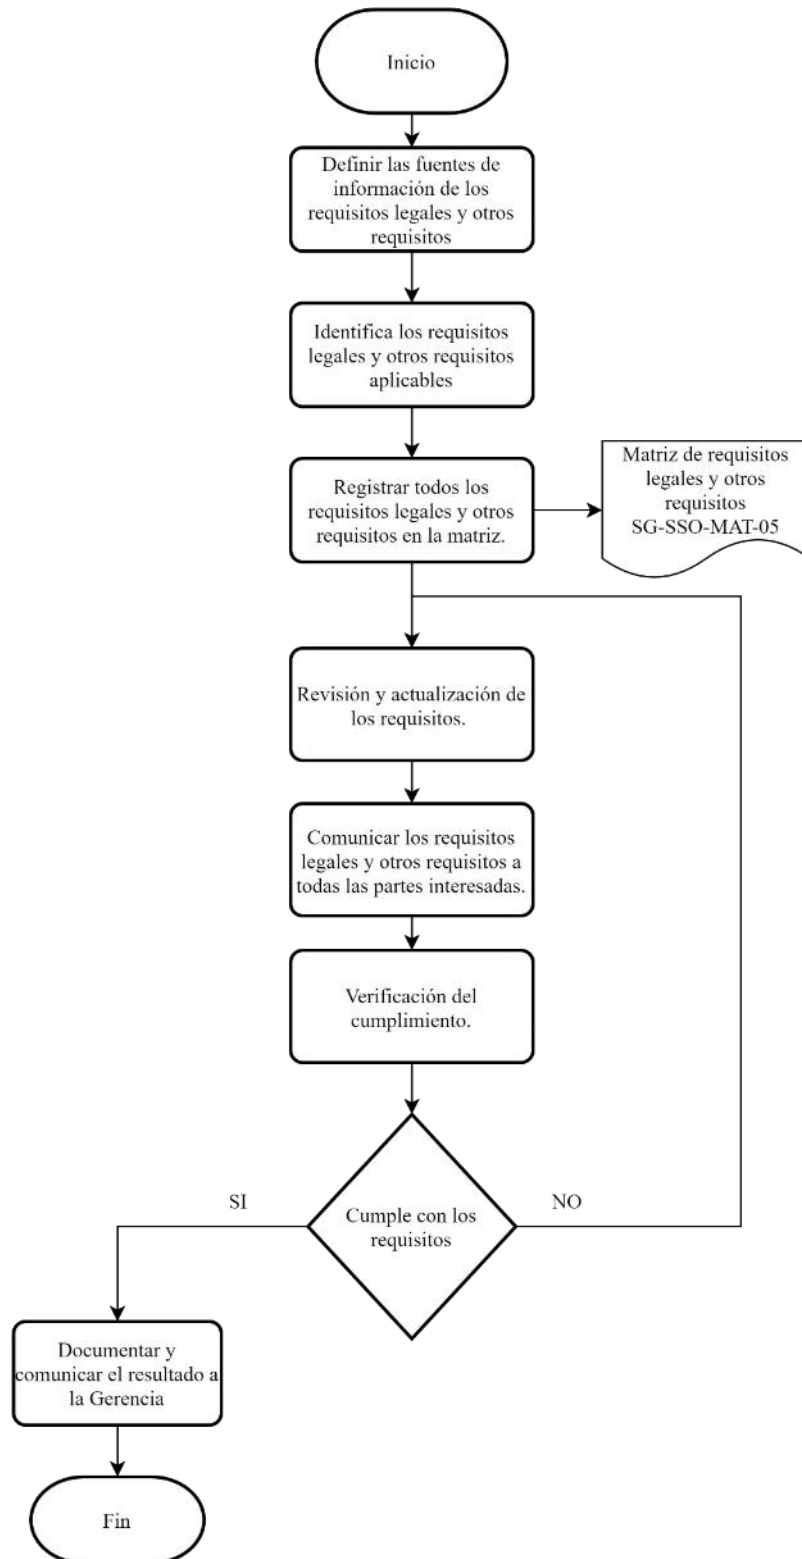 Inicio
Definir las fuentes de
información de los
requisitos legales y otros
requisitos
Identifica los requisitos
legales y otros requisitos
aplicables
Registrar todos los
requisitos legales y otros
requisitos en la matriz.
Matriz de requisitos
legales y otros
requisitos
SG-SSO-MAT-05
Revisión y actualización de
los requisitos.
Comunicar los requisitos
legales y otros requisitos a
todas las partes interesadas.
Verificación del
cumplimiento.
Cumple con los
requisitos
SI
NO
Documentar y
comunicar el resultado a
la Gerencia
Fin